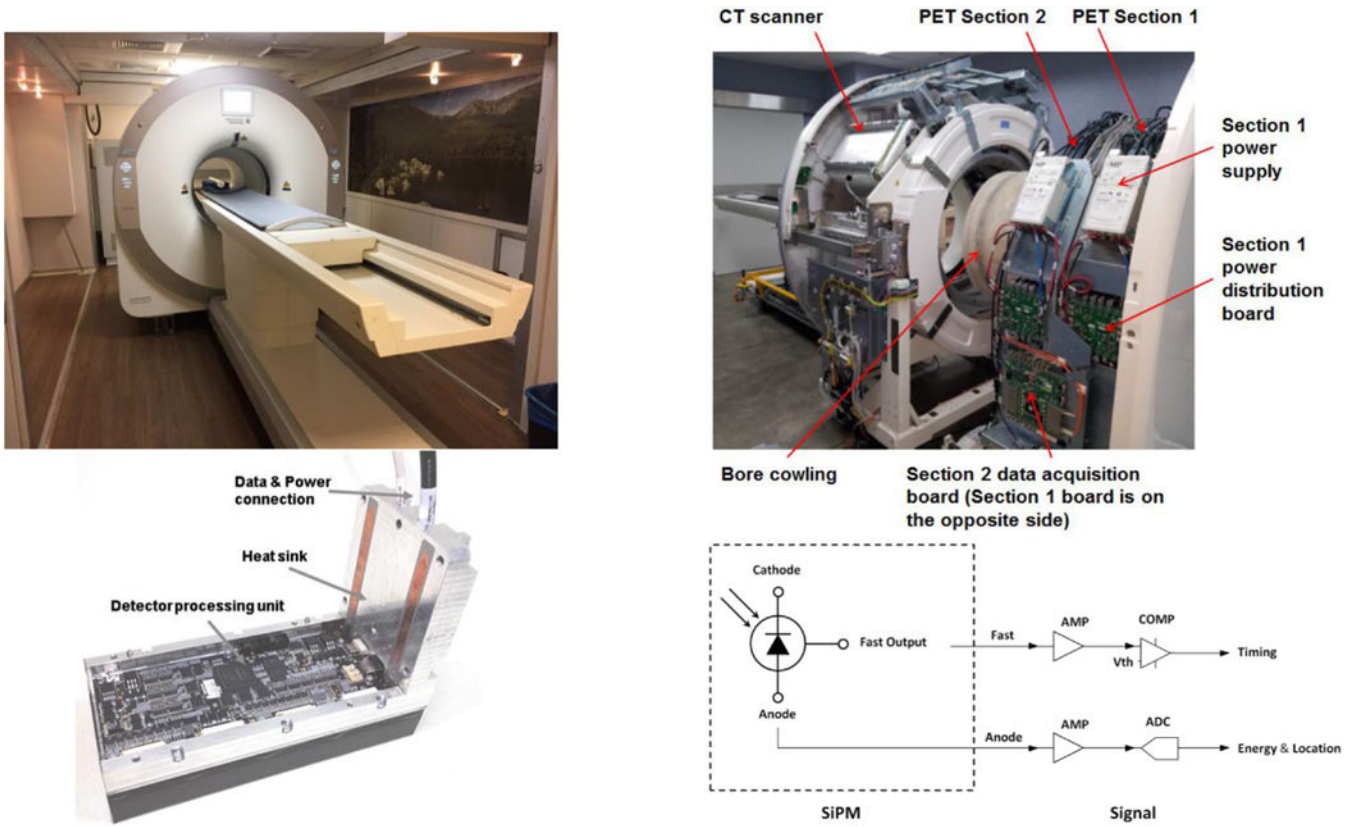 CT scanner
PET Section 2
PET Section 1
Section 1
power
supply
Section 1
power
distribution
board
Bore cowling
Section 2 data acquisition
board (Section 1 board is on
the opposite side)
Data & Power
connection
Heat sink
Detector processing unit
Cathode
Fast Output
Anode
Fast
AMP
COMP
Vth
Timing
Anode
AMP
ADC
Energy & Location
SiPM
Signal